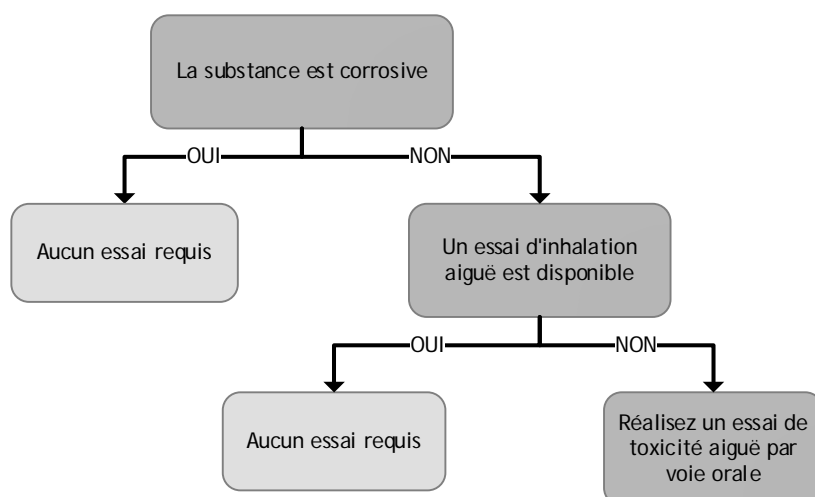 La substance est corrosive
OUI
NON
Aucun essai requis
Un essai d'inhalation
aiguë est disponible
OUI
NON
Aucun essai requis
Réalisez un essai de
toxicité aiguë par
voie orale